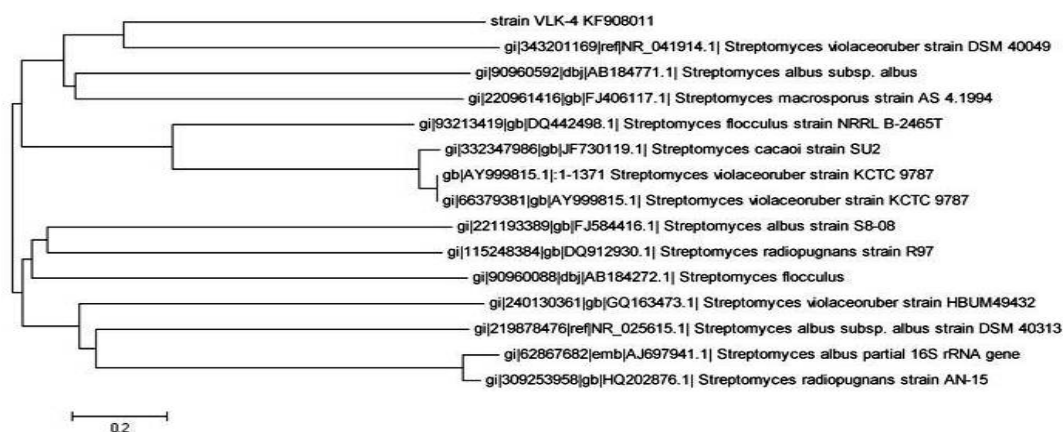 strain VLK-4 KF908011
gi|343201169|ref|NR_041914.1| Streptomyces violaceoruber strain DSM 40049
gi|90960592|dbj|AB184771.1| Streptomyces albus subsp. albus
gi|220961416|gb|FJ406117.1| Streptomyces macrosporus strain AS 4.1994
gi|93213419|gb|DQ442498.1| Streptomyces flocculus strain NRRL B-2465T
gi|332347986|gb|JF730119.1| Streptomyces cacaoi strain SU2
gb|AY999815.1|:1-1371 Streptomyces violaceoruber strain KCTC 9787
gi|66379381|gb|AY999815.1| Streptomyces violaceoruber strain KCTC 9787
gi|221193389|gb|FJ584416.1| Streptomyces albus strain S8-08
gi|115248384|gb|DQ912930.1| Streptomyces radiopugnans strain R97
gi|90960088|dbj|AB184272.1| Streptomyces flocculus
gi|240130361|gb|GQ163473.1| Streptomyces violaceoruber strain HBUM49432
gi|219878476|ref|NR_025615.1| Streptomyces albus subsp. albus strain DSM 40313
gi|62867682|emb|AJ697941.1| Streptomyces albus partial 16S rRNA gene
gi|309253958|gb|HQ202876.1| Streptomyces radiopugnans strain AN-15
0.2